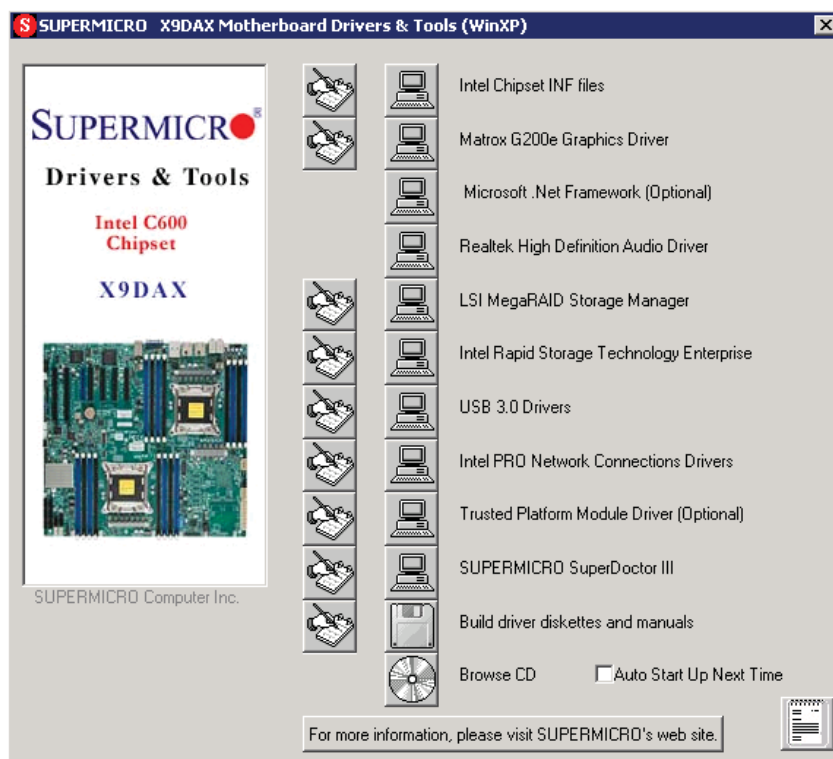 SUPERMICRO X9DAX Motherboard Drivers & Tools (WinXP)
SUPERMICRO®
Drivers & Tools
Intel C600
Chipset
X9DAX
SUPERMICRO Computer Inc.
Intel Chipset INF files
Matrox G200e Graphics Driver
Microsoft .Net Framework (Optional)
Realtek High Definition Audio Driver
LSI MegaRAID Storage Manager
Intel Rapid Storage Technology Enterprise
USB 3.0 Drivers
Intel PRO Network Connections Drivers
Trusted Platform Module Driver (Optional)
SUPERMICRO SuperDoctor III
Build driver diskettes and manuals
Browse CD
Auto Start Up Next Time
For more information, please visit SUPERMICRO's web site.